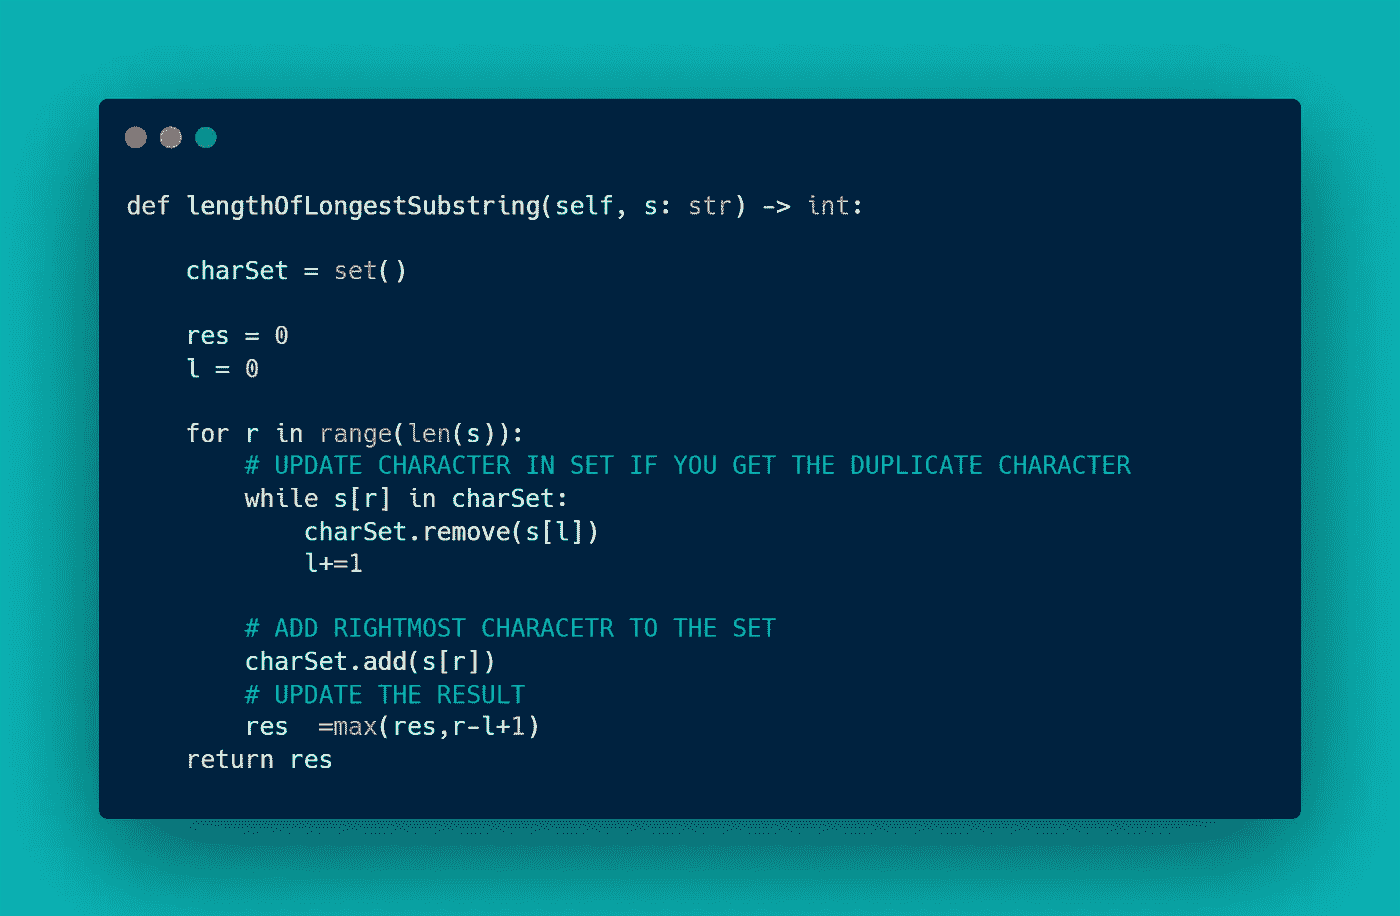 def lengthOfLongestSubstring(self, s: str) -> int:
    charSet = set()
    res = 0
    l = 0
    for r in range(len(s)):
        # UPDATE CHARACTER IN SET IF YOU GET THE DUPLICATE CHARACTER
        while s[r] in charSet:
            charSet.remove(s[l])
            l+=1
        # ADD RIGHTMOST CHARACETR TO THE SET
        charSet.add(s[r])
        # UPDATE THE RESULT
        res  =max(res,r-l+1)
    return res